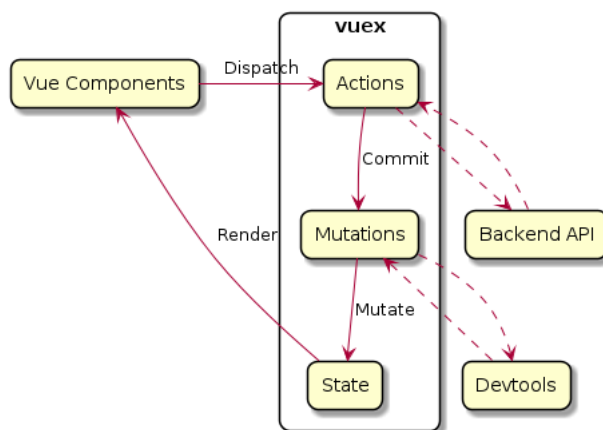 vuex
Vue Components
Dispatch
Actions
Commit
Render
Mutations
Backend API
Mutate
State
Devtools